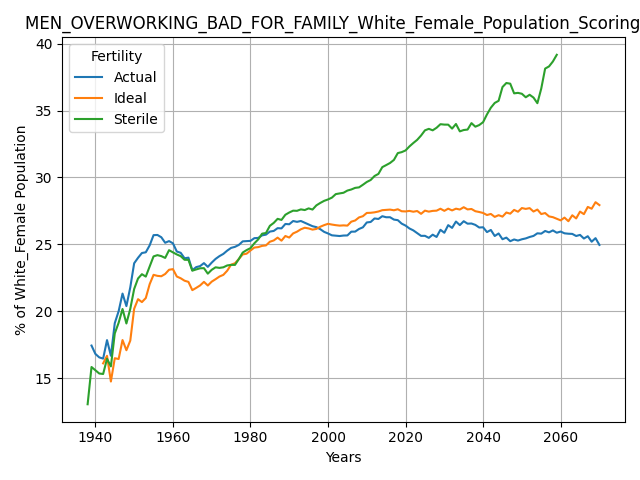 MEN_OVERWORKING_BAD_FOR_FAMILY_White_Female_Population_Scoring
40
35
30
25
20
15
% of White_Female Population
Fertility
Actual
Ideal
Sterile
1940
1960
1980
2000
2020
2040
2060
Years